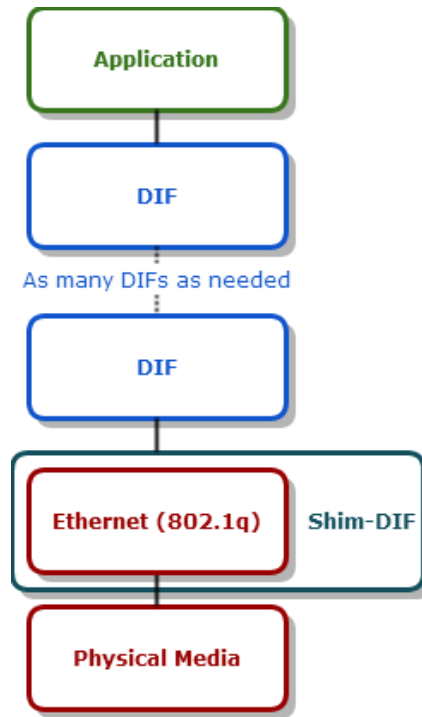 Application
DIF
As many DIFs as needed
DIF
Ethernet (802.1q)
Shim-DIF
Physical Media